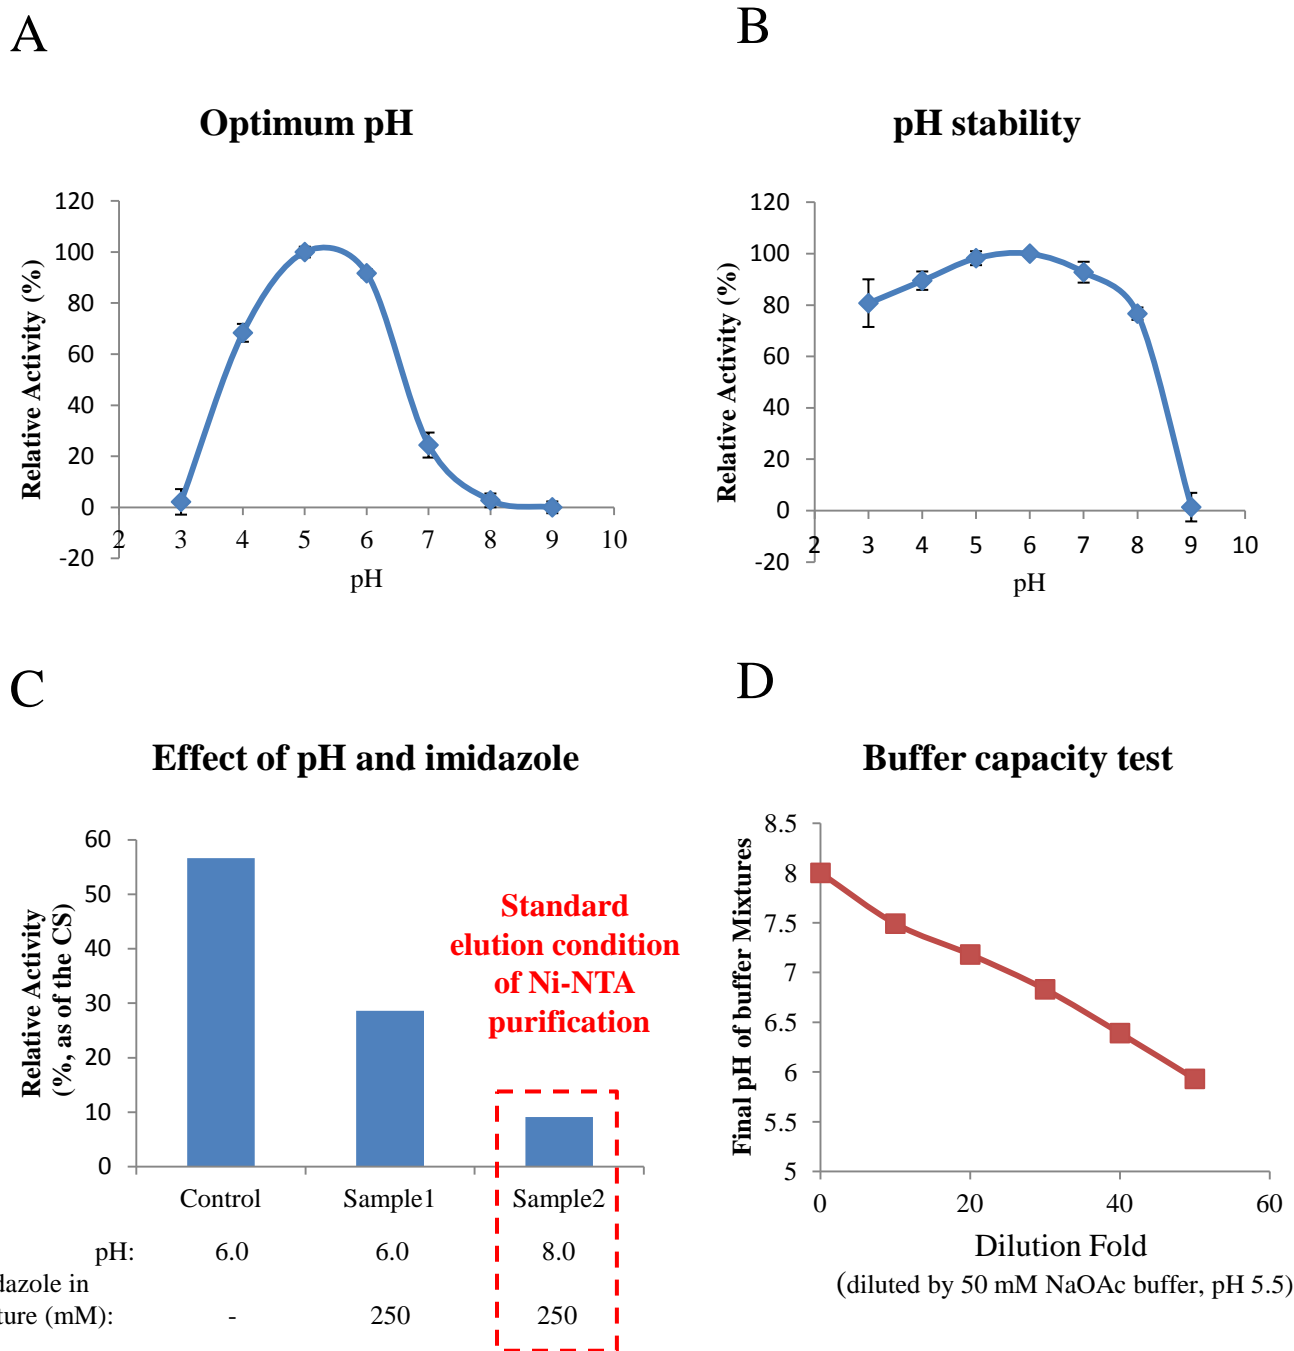 A
Optimum pH
Relative Activity (%)
120
100
80
60
40
20
0
-20
2 3 4 5 6 7 8 9 10
pH
B
pH stability
Relative Activity (%)
120
100
80
60
40
20
0
-20
2 3 4 5 6 7 8 9 10
pH
C
Effect of pH and imidazole
Relative Activity
(%, as of the CS)
60
50
40
30
20
10
0
Standard
elution condition
of Ni-NTA
purification
Control Sample1 Sample2
pH: 6.0 6.0 8.0
dazole in
ture (mM): - 250 250
D
Buffer capacity test
Final pH of buffer Mixtures
8.5
8
7.5
7
6.5
6
5.5
5
0 20 40 60
Dilution Fold
(diluted by 50 mM NaOAc buffer, pH 5.5)